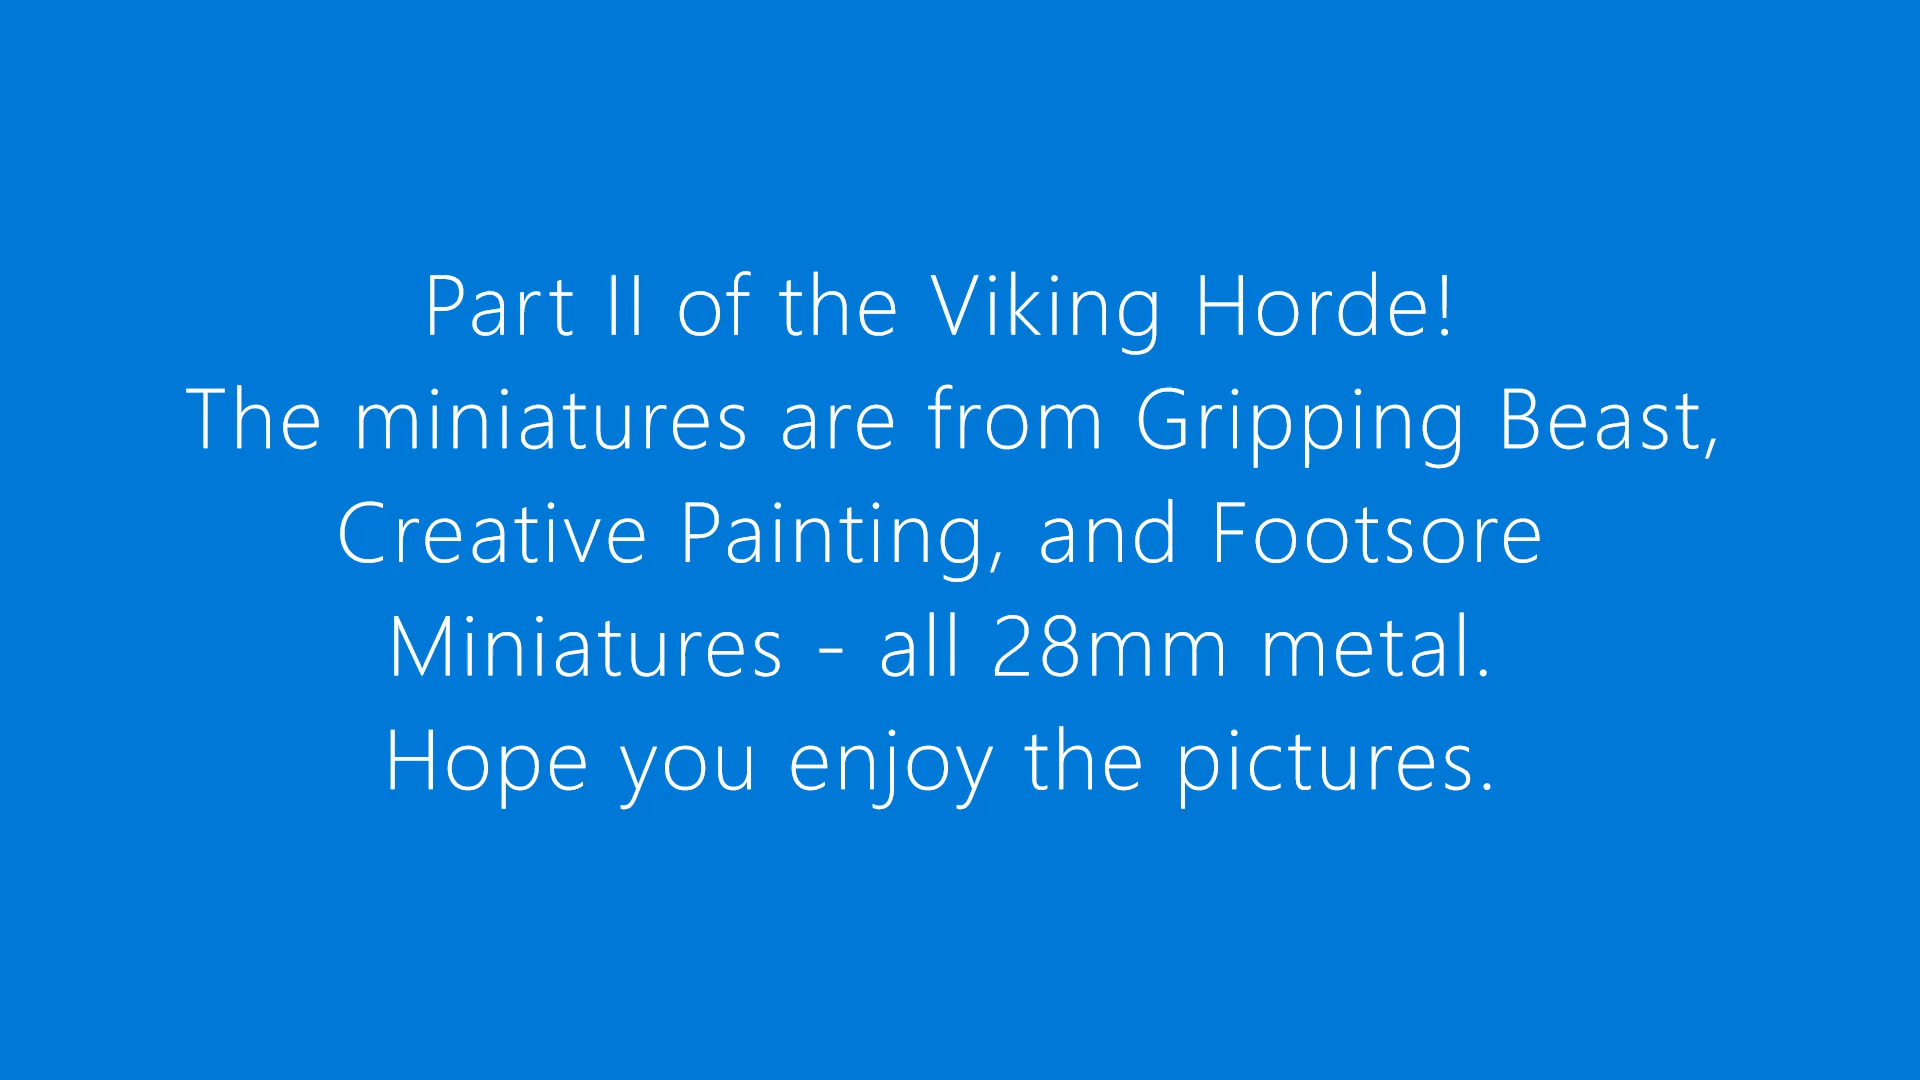 Part II of the Viking Horde!
The miniatures are from Gripping Beast,
Creative Painting, and Footsore
Miniatures - all 28mm metal.
Hope you enjoy the pictures.